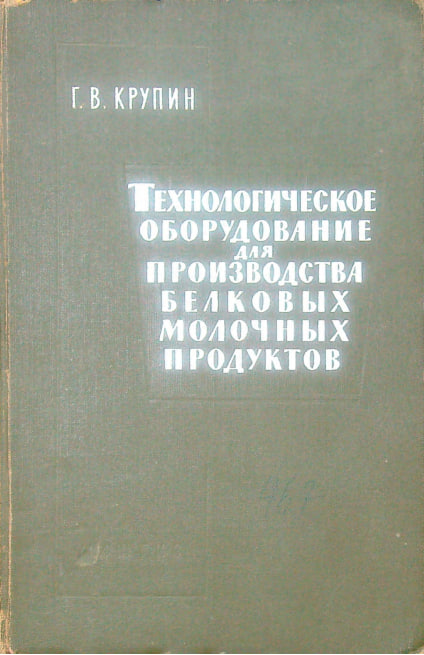 Г. В. КРУПИН
ТЕХНОЛОГИЧЕСКОЕ
ОБОРУДОВАНИЕ
ДЛЯ
ПРОИЗВОДСТВА
БЕЛКОВЫХ
МОЛОЧНЫХ
ПРОДУКТОВ